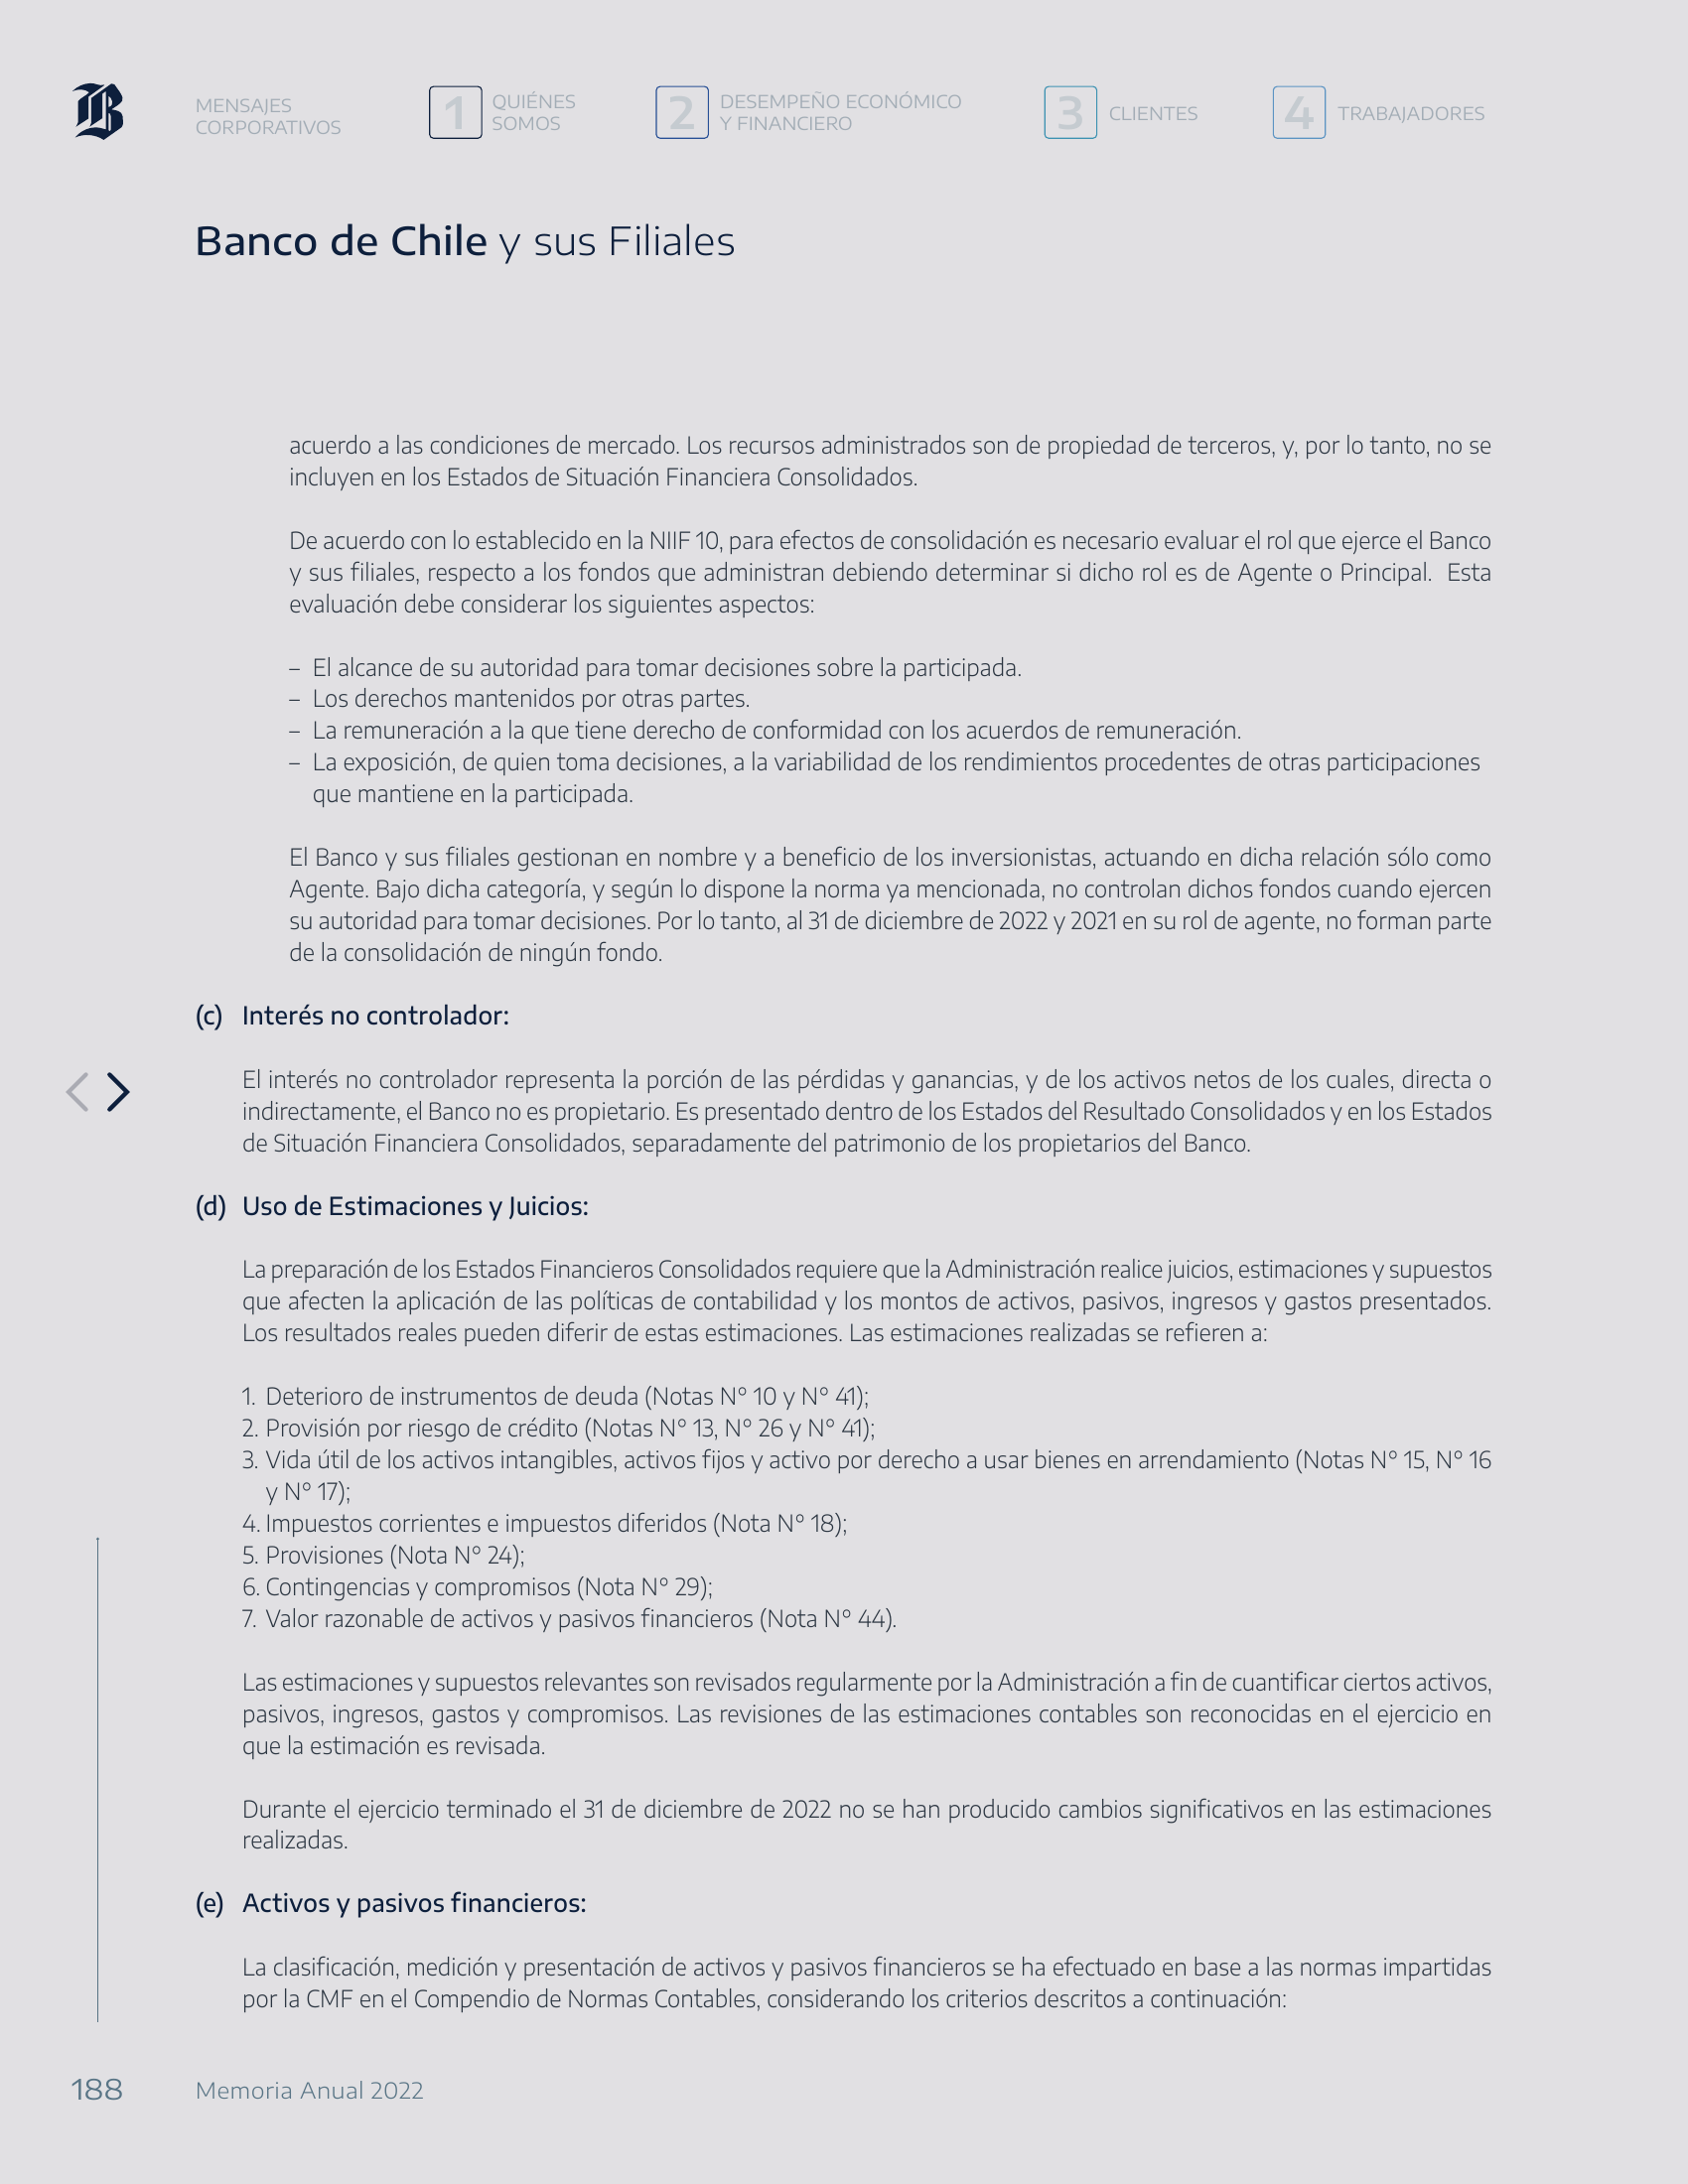 B
MENSAJES
CORPORATIVOS
1
QUIÉNES
SOMOS
2
DESEMPEÑO ECONÓMICO
Y FINANCIERO
3
CLIENTES
4
TRABAJADORES
Banco de Chile y sus Filiales
acuerdo a las condiciones de mercado. Los recursos administrados son de propiedad de terceros, y, por lo tanto, no se
incluyen en los Estados de Situación Financiera Consolidados.
De acuerdo con lo establecido en la NIIF 10, para efectos de consolidación es necesario evaluar el rol que ejerce el Banco
y sus filiales, respecto a los fondos que administran debiendo determinar si dicho rol es de Agente o Principal. Esta
evaluación debe considerar los siguientes aspectos:
– El alcance de su autoridad para tomar decisiones sobre la participada.
– Los derechos mantenidos por otras partes.
– La remuneración a la que tiene derecho de conformidad con los acuerdos de remuneración.
– La exposición, de quien toma decisiones, a la variabilidad de los rendimientos procedentes de otras participaciones
que mantiene en la participada.
El Banco y sus filiales gestionan en nombre y a beneficio de los inversionistas, actuando en dicha relación sólo como
Agente. Bajo dicha categoría, y según lo dispone la norma ya mencionada, no controlan dichos fondos cuando ejercen
su autoridad para tomar decisiones. Por lo tanto, al 31 de diciembre de 2022 y 2021 en su rol de agente, no forman parte
de la consolidación de ningún fondo.
(c) Interés no controlador:
El interés no controlador representa la porción de las pérdidas y ganancias, y de los activos netos de los cuales, directa o
indirectamente, el Banco no es propietario. Es presentado dentro de los Estados del Resultado Consolidados y en los Estados
de Situación Financiera Consolidados, separadamente del patrimonio de los propietarios del Banco.
(d) Uso de Estimaciones y Juicios:
La preparación de los Estados Financieros Consolidados requiere que la Administración realice juicios, estimaciones y supuestos
que afecten la aplicación de las políticas de contabilidad y los montos de activos, pasivos, ingresos y gastos presentados.
Los resultados reales pueden diferir de estas estimaciones. Las estimaciones realizadas se refieren a:
1. Deterioro de instrumentos de deuda (Notas N° 10 y N° 41);
2. Provisión por riesgo de crédito (Notas N° 13, N° 26 y N° 41);
3. Vida útil de los activos intangibles, activos fijos y activo por derecho a usar bienes en arrendamiento (Notas N° 15, N° 16
y N° 17);
4. Impuestos corrientes e impuestos diferidos (Nota N° 18);
5. Provisiones (Nota N° 24);
6. Contingencias y compromisos (Nota N° 29);
7. Valor razonable de activos y pasivos financieros (Nota N° 44).
Las estimaciones y supuestos relevantes son revisados regularmente por la Administración a fin de cuantificar ciertos activos,
pasivos, ingresos, gastos y compromisos. Las revisiones de las estimaciones contables son reconocidas en el ejercicio en
que la estimación es revisada.
Durante el ejercicio terminado el 31 de diciembre de 2022 no se han producido cambios significativos en las estimaciones
realizadas.
(e) Activos y pasivos financieros:
La clasificación, medición y presentación de activos y pasivos financieros se ha efectuado en base a las normas impartidas
por la CMF en el Compendio de Normas Contables, considerando los criterios descritos a continuación:
188
Memoria Anual 2022